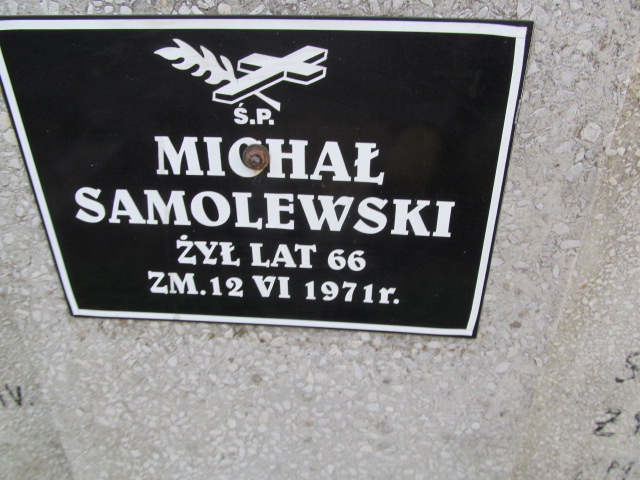 Ś.P.
MICHAŁ
SAMOLEWSKI
ŻYŁ LAT 66
ZM.12 VI 1971r.